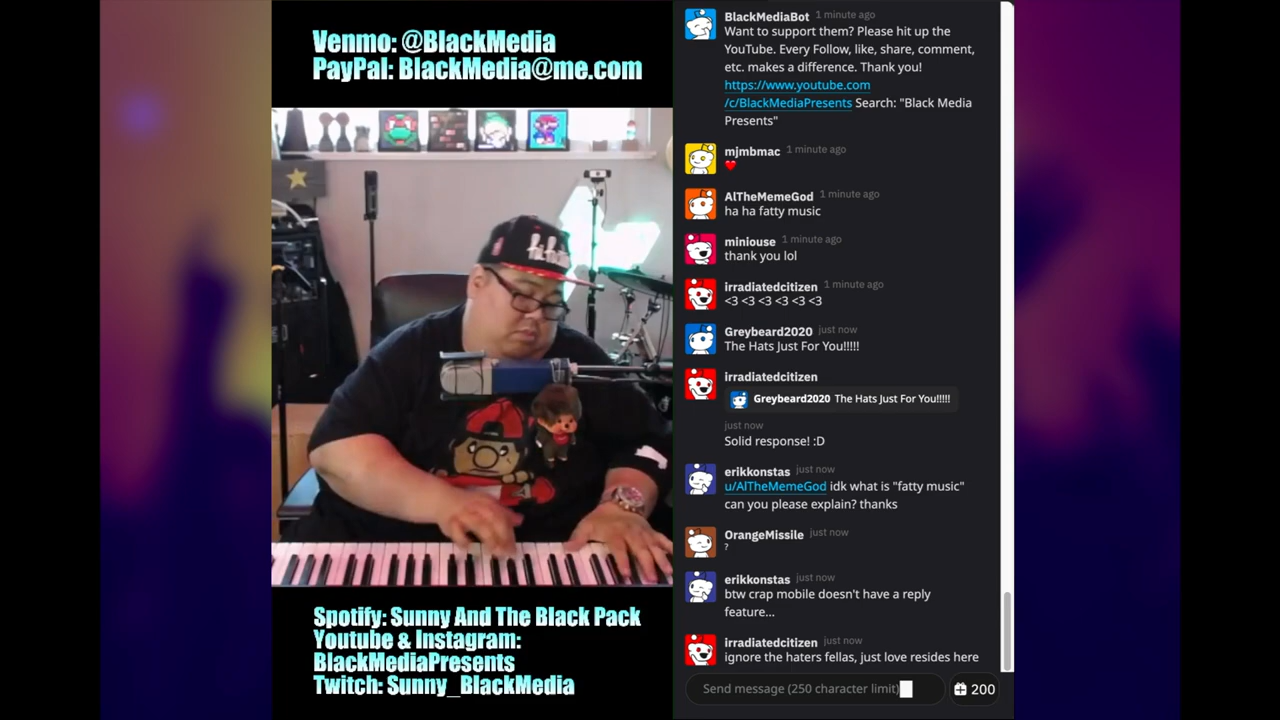 Venmo: @BlackMedia
PayPal: BlackMedia@me.com
Spotify: Sunny And The Black Pack
Youtube & Instagram:
BlackMediaPresents
Twitch: Sunny_BlackMedia
BlackMediaBot 1 minute ago
Want to support them? Please hit up the
YouTube. Every Follow, like, share, comment,
etc. makes a difference. Thank you!
https://www.youtube.com
/c/BlackMediaPresents Search: "Black Media
Presents"
mjmbmac 1 minute ago
AlTheMemeGod 1 minute ago
ha ha fatty music
miniouse 1 minute ago
thank you lol
irradiatedcitizen 1 minute ago
<3 <3 <3 <3 <3 <3
Greybeard2020 just now
The Hats Just For You!!!!!
irradiatedcitizen
Greybeard2020 The Hats Just For You!!!!!
just now
Solid response! :D
erikkonstas just now
u/AlTheMemeGod idk what is "fatty music"
can you please explain? thanks
OrangeMissile just now
?
erikkonstas just now
btw crap mobile doesn't have a reply
feature...
irradiatedcitizen just now
ignore the haters fellas, just love resides here
Send message (250 character limit)
200